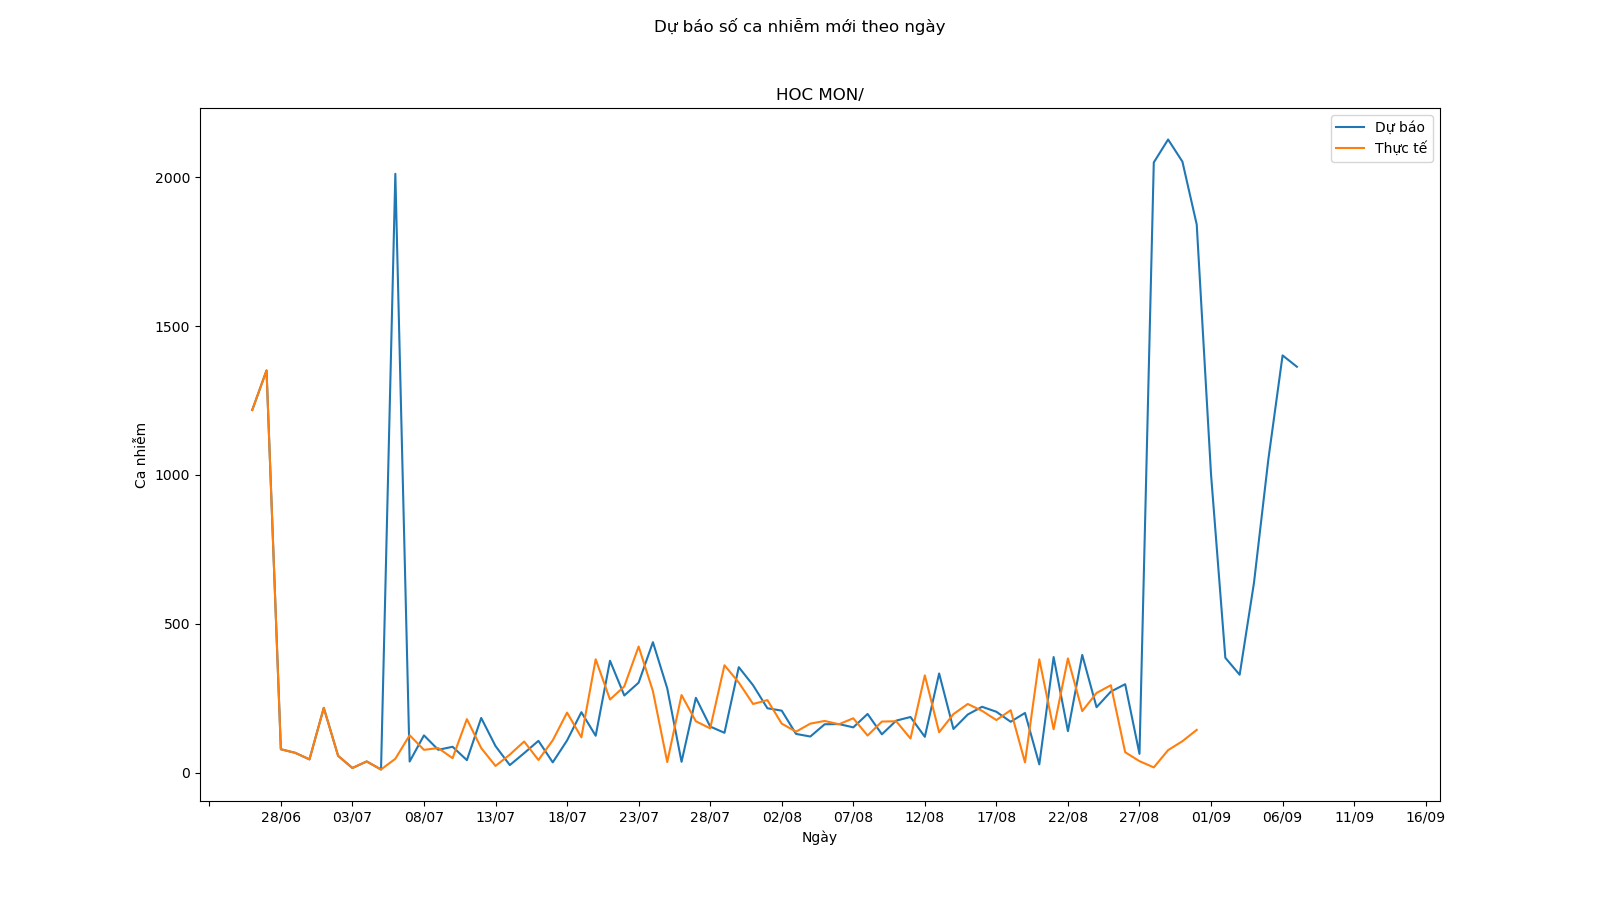 Dự báo số ca nhiễm mới theo ngày
HOC MON/
Dự báo
Thực tế
2000
1500
1000
500
0
Ca nhiễm
28/06 03/07 08/07 13/07 18/07 23/07 28/07 02/08 07/08 12/08 17/08 22/08 27/08 01/09 06/09 11/09 16/09
Ngày